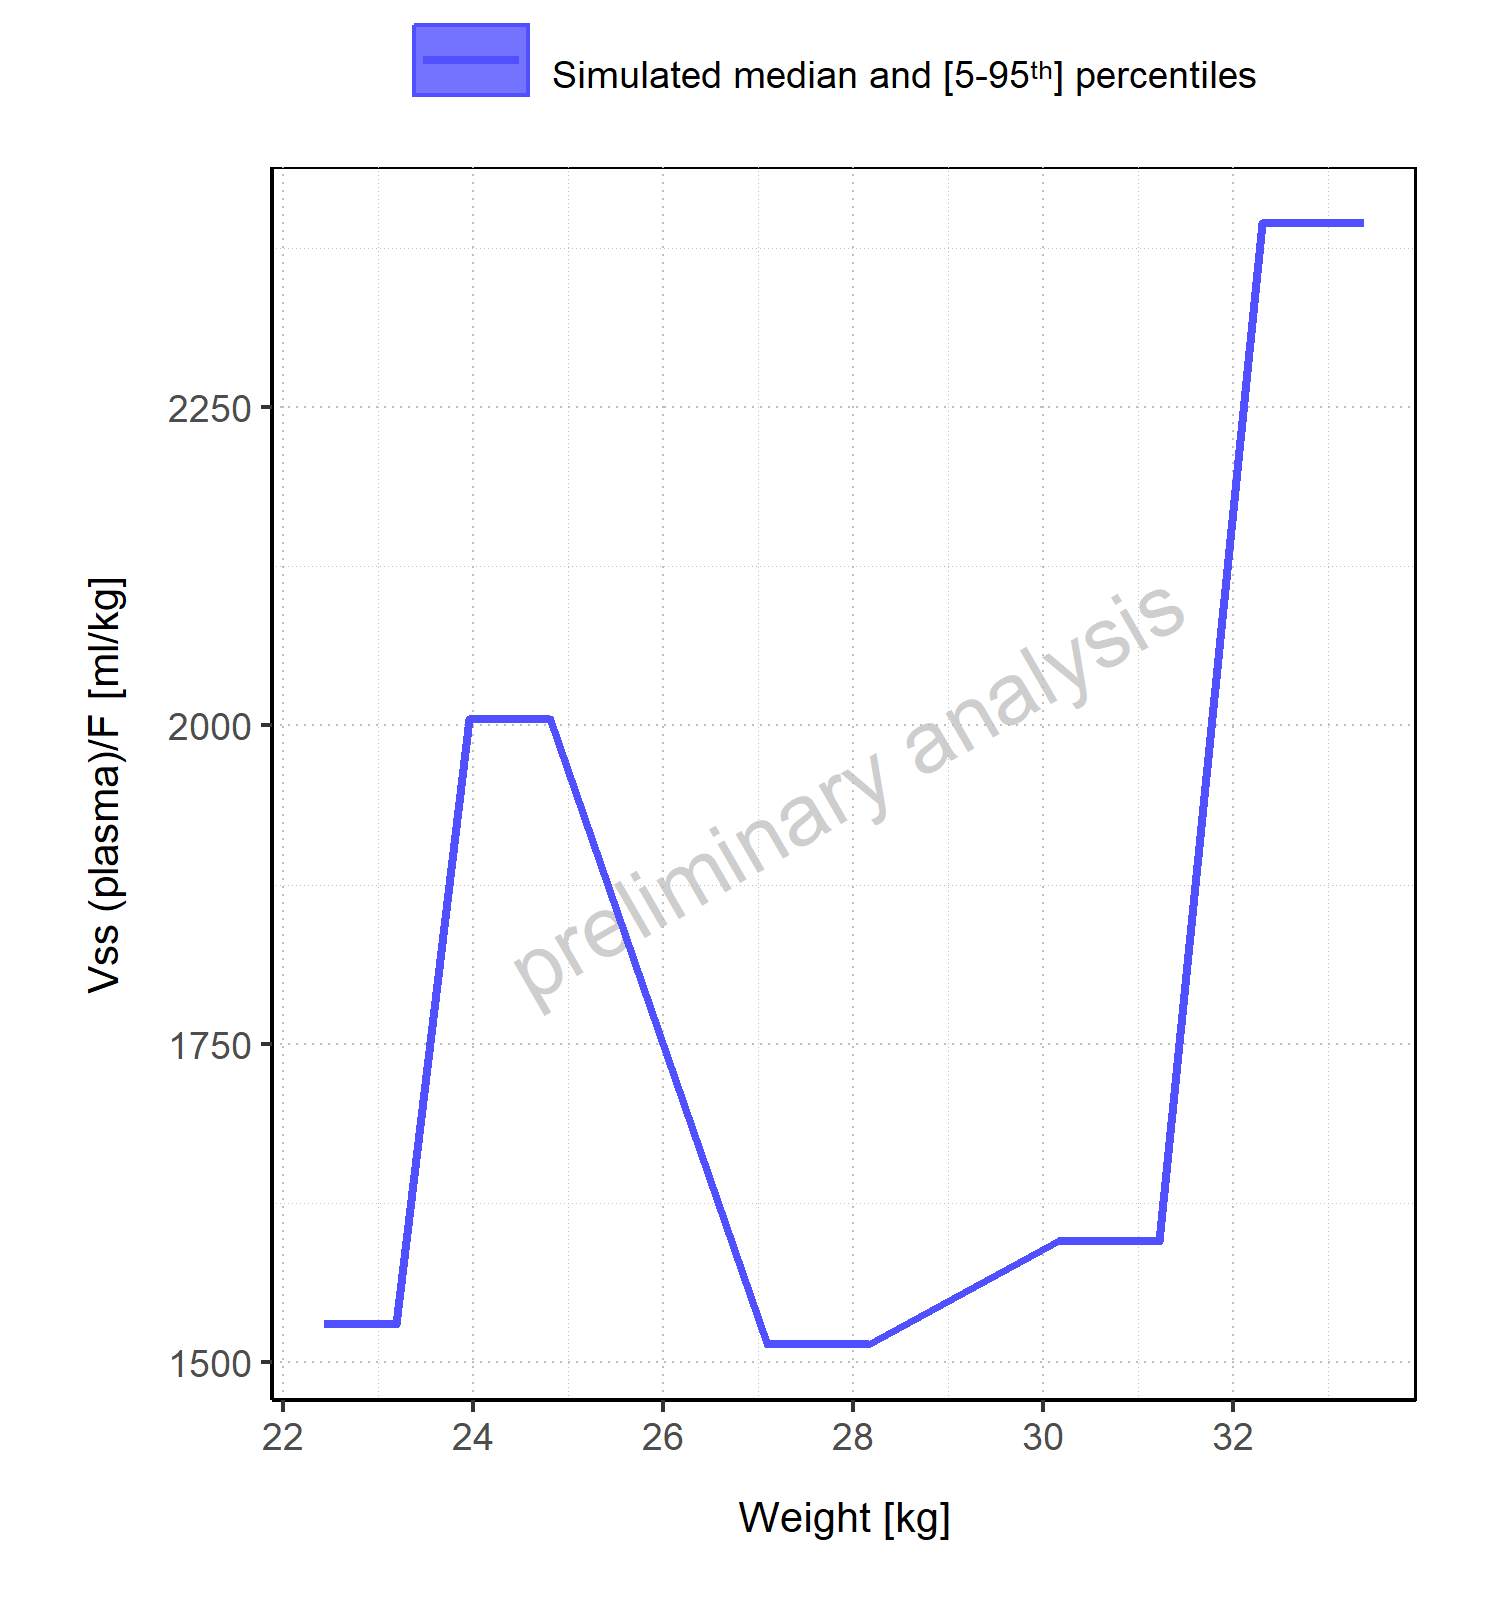 Simulated median and [5-95th] percentiles
2250
2000
1750
1500
Vss (plasma)/F [ml/kg]
preliminary analysis
22 24 26 28 30 32
Weight [kg]